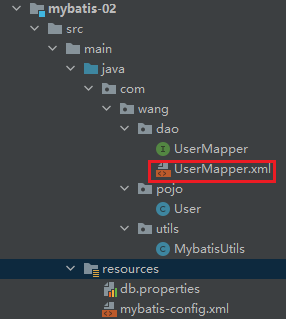 mybatis-02
src
main
java
com
wang
dao
UserMapper
UserMapper.xml
pojo
User
utils
MybatisUtils
resources
db.properties
mybatis-config.xml